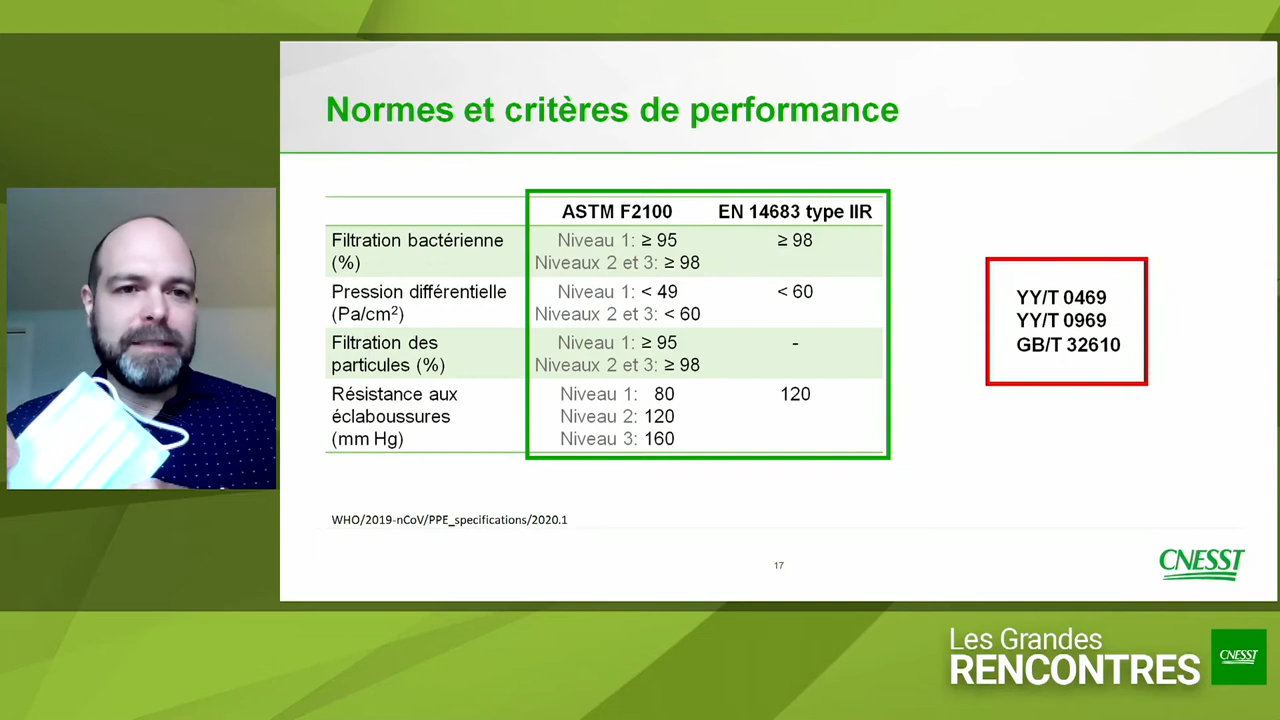 Normes et critères de performance
ASTM F2100 EN 14683 type IIR
Filtration bactérienne (%) Niveau 1: ≥ 95 ≥ 98
Niveaux 2 et 3: ≥ 98
Pression différentielle (Pa/cm²) Niveau 1: < 49 < 60
Niveaux 2 et 3: < 60
Filtration des particules (%) Niveau 1: ≥ 95 -
Niveaux 2 et 3: ≥ 98
Résistance aux éclaboussures (mm Hg) Niveau 1: 80 120
Niveau 2: 120
Niveau 3: 160
YY/T 0469
YY/T 0969
GB/T 32610
WHO/2019-nCoV/PPE_specifications/2020.1
17
CNESST
Les Grandes
RENCONTRES
CNESST